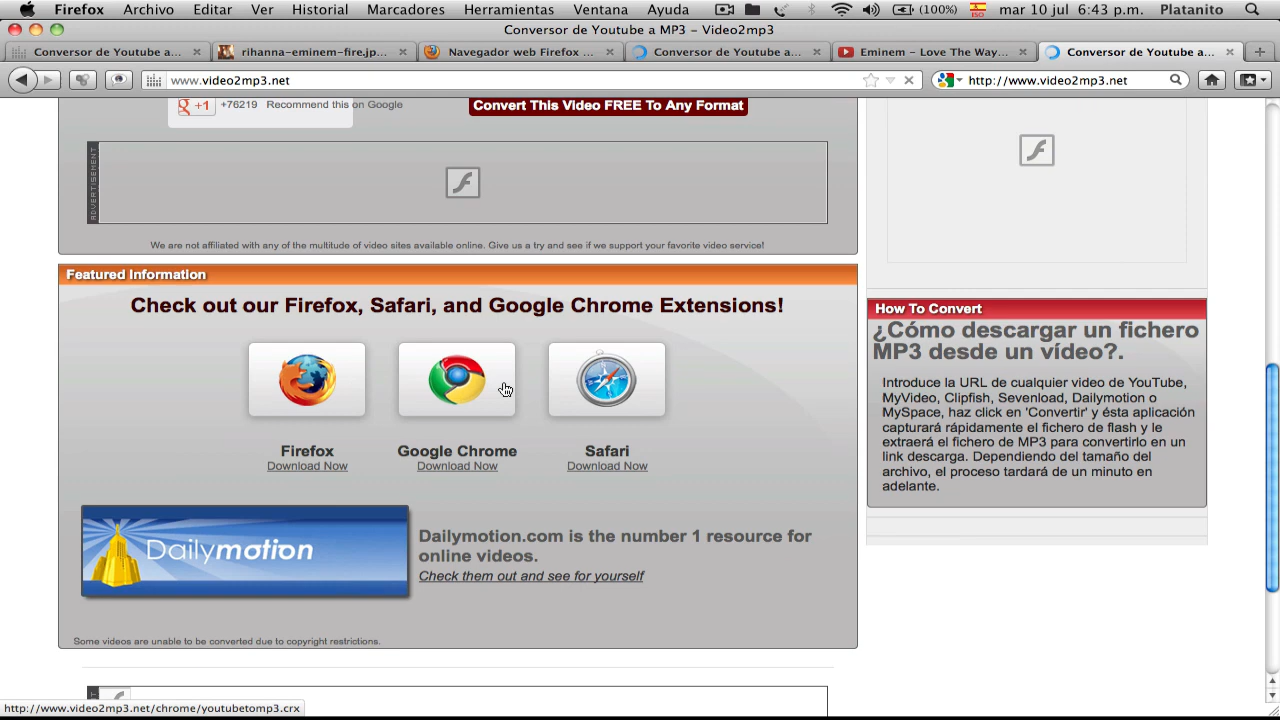 Firefox Archivo Editar Ver Historial Marcadores Herramientas Ventana Ayuda (100%) ISO mar 10 jul 6:43 p.m. Platanito
Conversor de Youtube a MP3 – Video2mp3
Conversor de Youtube a... rihanna-eminem-fire.jp... Navegador web Firefox ... Conversor de Youtube a... Eminem – Love The Way... Conversor de Youtube a...
www.video2mp3.net http://www.video2mp3.net
+1 +76219 Recommend this on Google
Convert This Video FREE To Any Format
ADVERTISEMENT
We are not affiliated with any of the multitude of video sites available online. Give us a try and see if we support your favorite video service!
Featured Information
Check out our Firefox, Safari, and Google Chrome Extensions!
Firefox Google Chrome Safari
Download Now Download Now Download Now
Dailymotion
Dailymotion.com is the number 1 resource for
online videos.
Check them out and see for yourself
Some videos are unable to be converted due to copyright restrictions.
How To Convert
¿Cómo descargar un fichero
MP3 desde un vídeo?.
Introduce la URL de cualquier video de YouTube,
MyVideo, Clipfish, Sevenload, Dailymotion o
MySpace, haz click en 'Convertir' y ésta aplicación
capturará rápidamente el fichero de flash y le
extraerá el fichero de MP3 para convertirlo en un
link descarga. Dependiendo del tamaño del
archivo, el proceso tardará de un minuto en
adelante.
http://www.video2mp3.net/chrome/youtubetomp3.crx